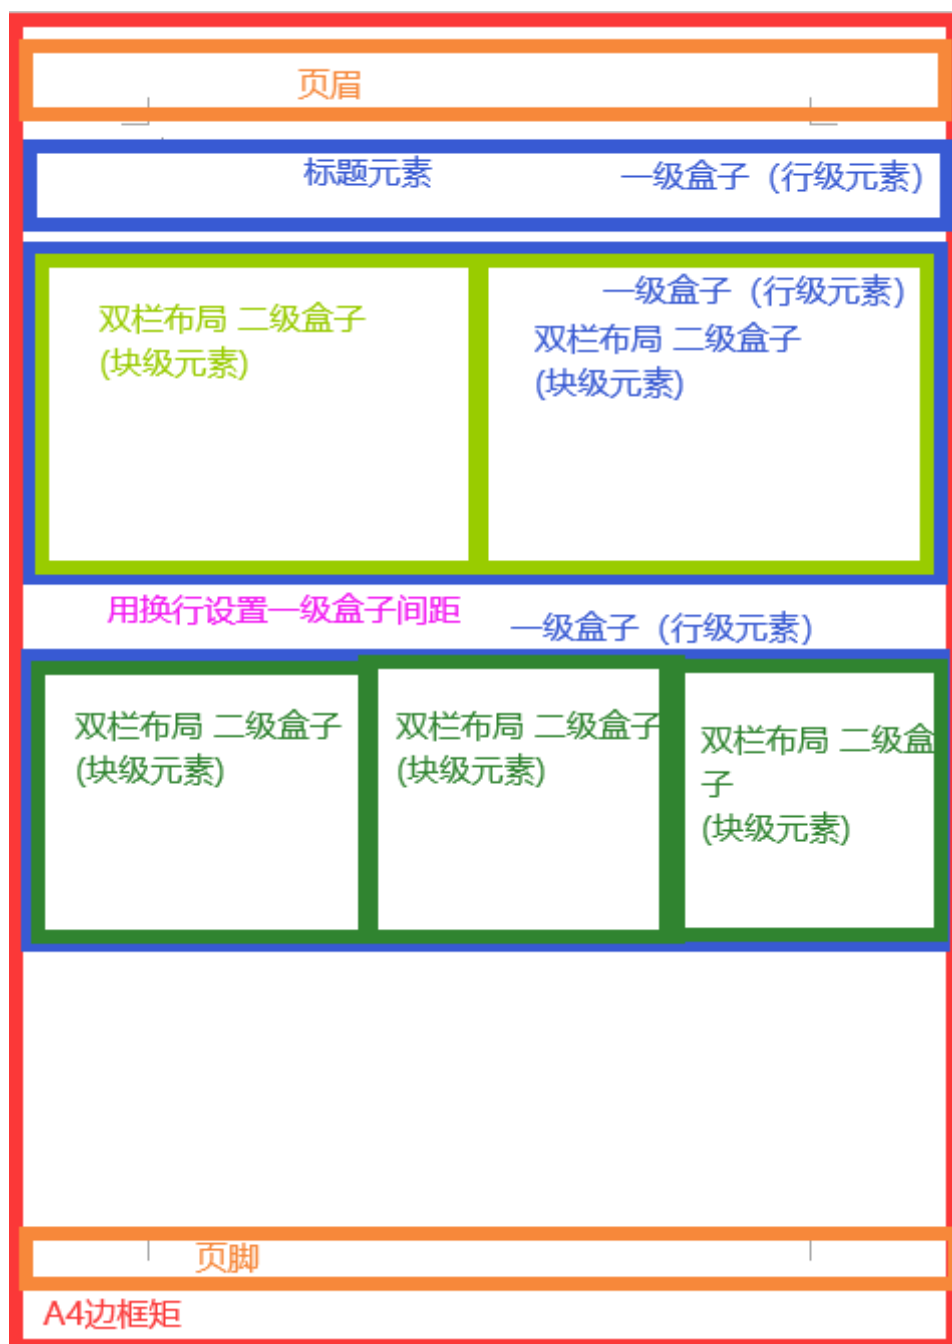 页眉
标题元素
一级盒子（行级元素）
一级盒子（行级元素）
双栏布局 二级盒子
(块级元素)
双栏布局 二级盒子
(块级元素)
用换行设置一级盒子间距
一级盒子（行级元素）
双栏布局 二级盒子
(块级元素)
双栏布局 二级盒子
(块级元素)
双栏布局 二级盒
子
(块级元素)
页脚
A4边框矩